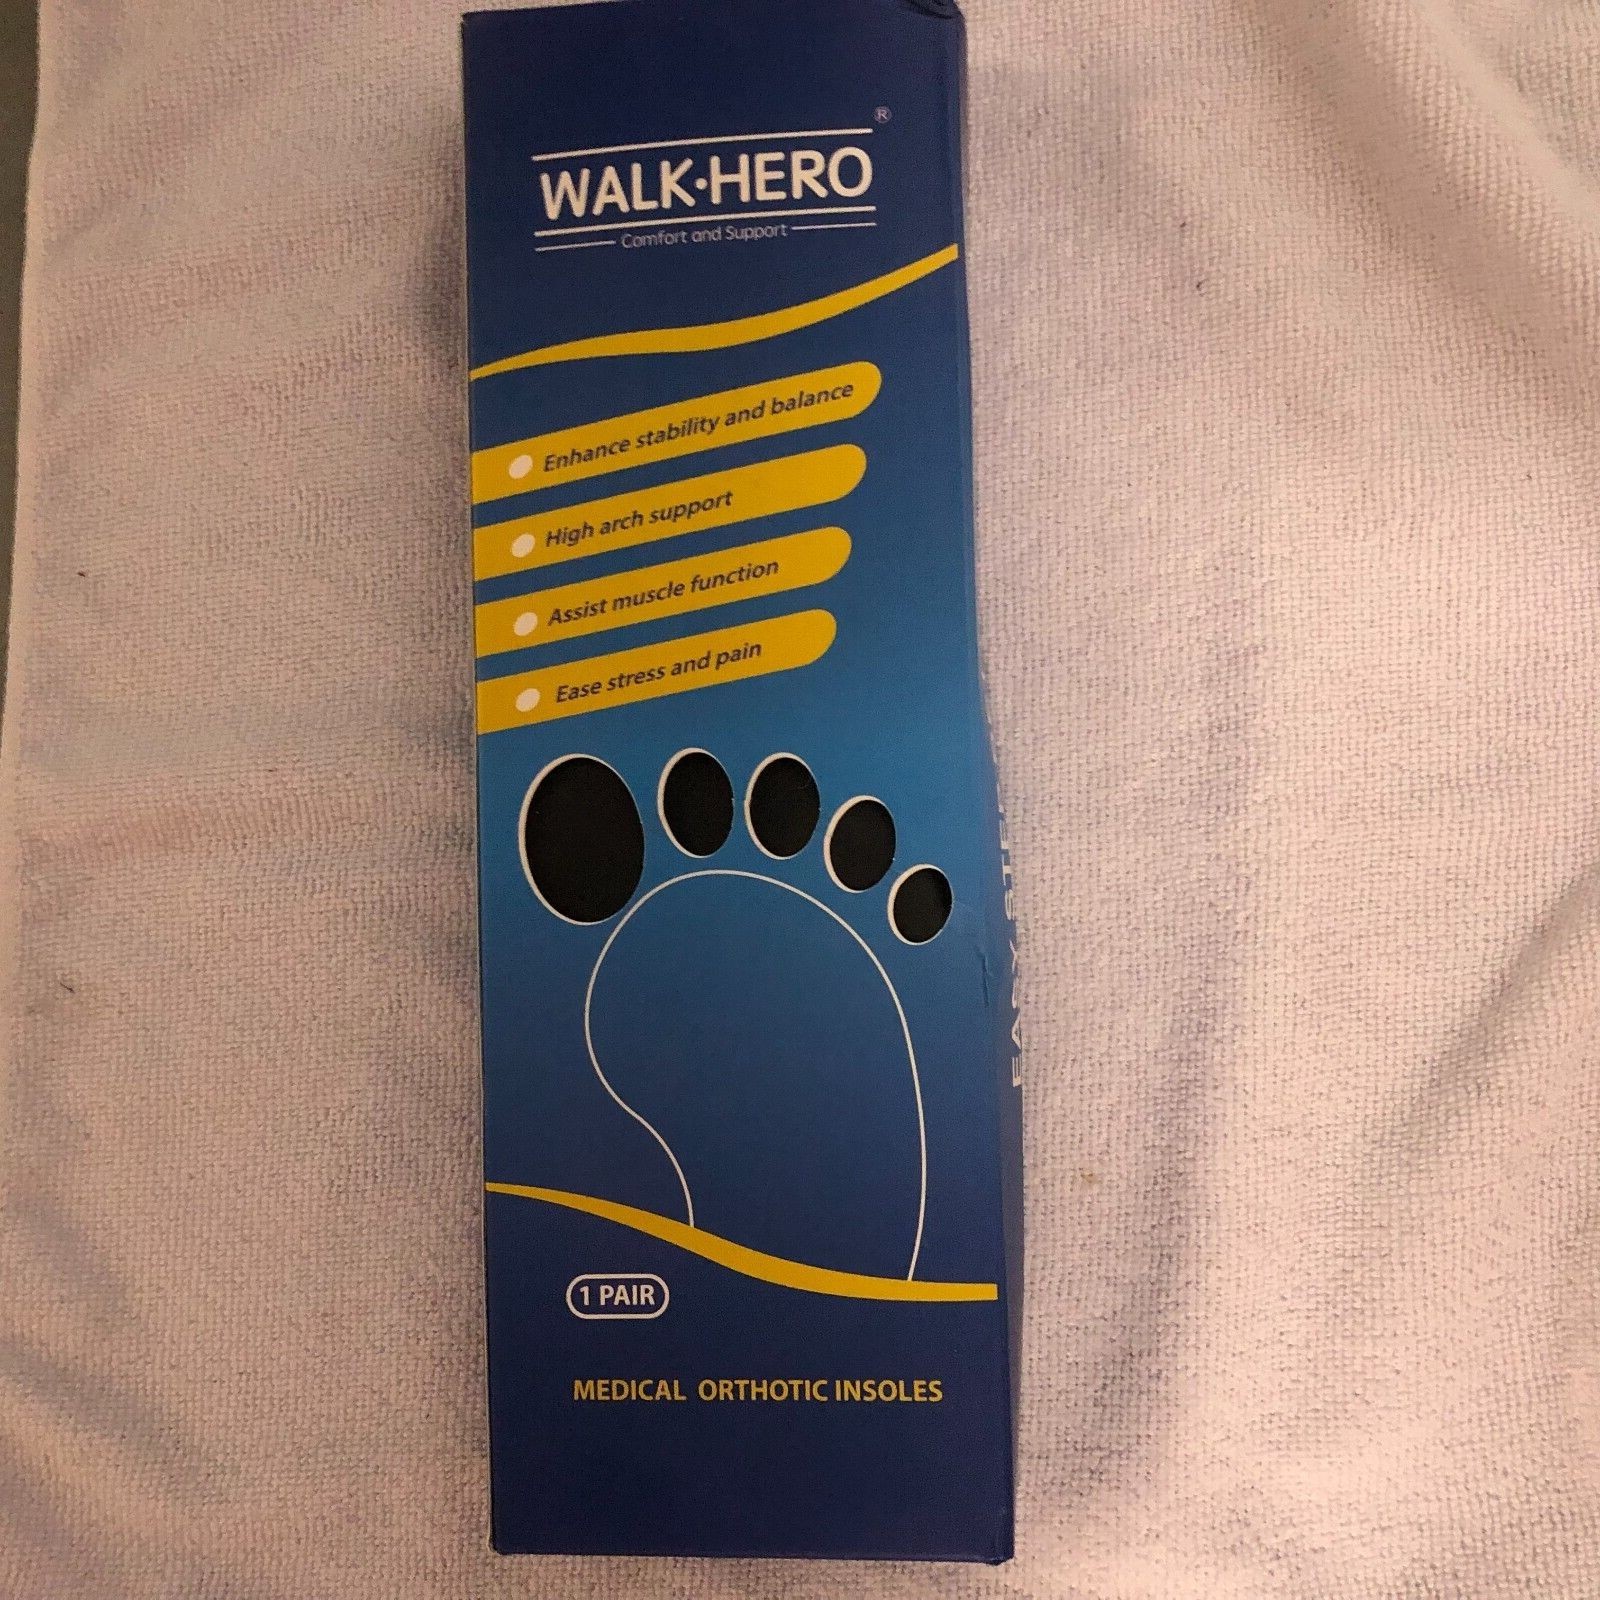 ®
WALK·HERO
Comfort and Support
Enhance stability and balance
High arch support
Assist muscle function
Ease stress and pain
EASY
1 PAIR
MEDICAL ORTHOTIC INSOLES